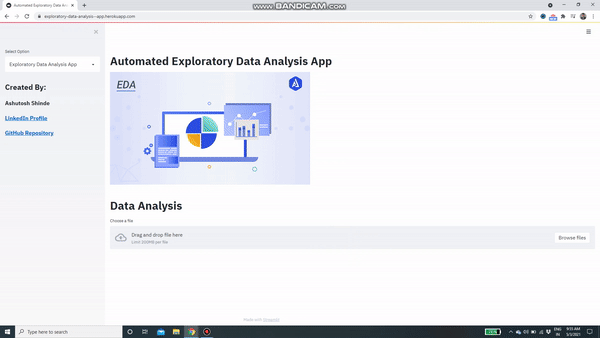 www.BANDICAM.com
Automated Exploratory Data An
exploratory-data-analysis--app.herokuapp.com
Select Option
Exploratory Data Analysis App
Created By:
Ashutosh Shinde
LinkedIn Profile
GitHub Repository
Automated Exploratory Data Analysis App
EDA
Data Analysis
Choose a file
Drag and drop file here
Limit 200MB per file
Browse files
Made with Streamlit
Type here to search
ENG
IN
9:15 AM
5/3/2021